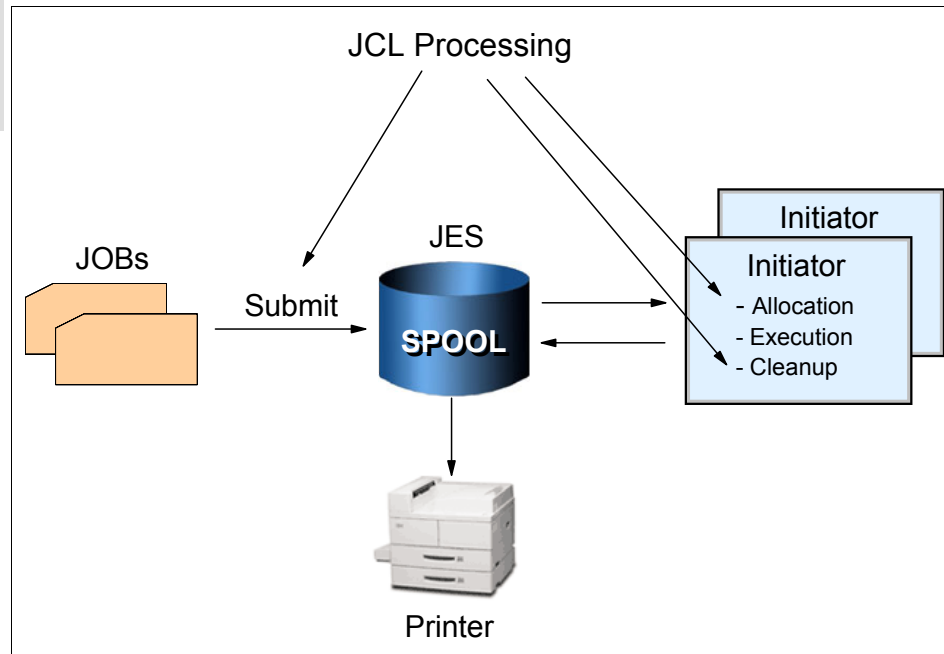 JCL Processing
JOBs
Submit
JES
SPOOL
Initiator
Initiator
- Allocation
- Execution
- Cleanup
Printer